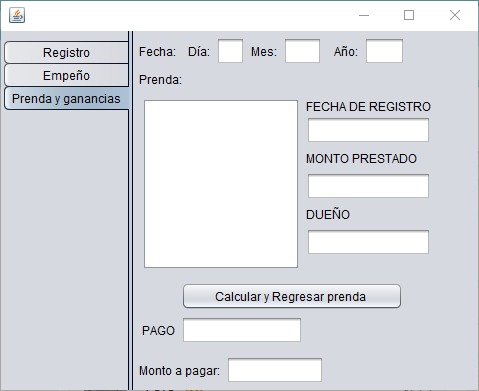 Registro
Empeño
Prenda y ganancias
Fecha: Día: Mes: Año:
Prenda:
FECHA DE REGISTRO
MONTO PRESTADO
DUEÑO
Calcular y Regresar prenda
PAGO
Monto a pagar: